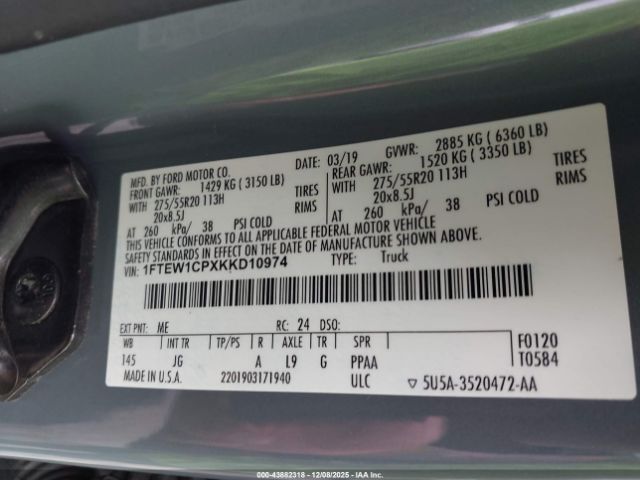 MFD. BY FORD MOTOR CO.
DATE: 03/19 GVWR: 2885 KG ( 6360 LB)
FRONT GAWR: 1429 KG ( 3150 LB) REAR GAWR: 1520 KG ( 3350 LB)
WITH 275/55R20 113H TIRES WITH 275/55R20 113H TIRES
20x8.5J RIMS 20x8.5J RIMS
AT 260 kPa/ 38 PSI COLD AT 260 kPa/ 38 PSI COLD
THIS VEHICLE CONFORMS TO ALL APPLICABLE FEDERAL MOTOR VEHICLE
SAFETY STANDARDS IN EFFECT ON THE DATE OF MANUFACTURE SHOWN ABOVE.
VIN: 1FTEW1CPXKKD10974 TYPE: Truck
EXT PNT: ME RC: 24 DSO:
WB INT TR TP/PS R AXLE TR SPR F0120
145 JG A L9 G PPAA T0584
MADE IN U.S.A. 2201903171940 ULC ▽ 5U5A-3520472-AA
000-43882318 - 12/08/2025 - IAA Inc.